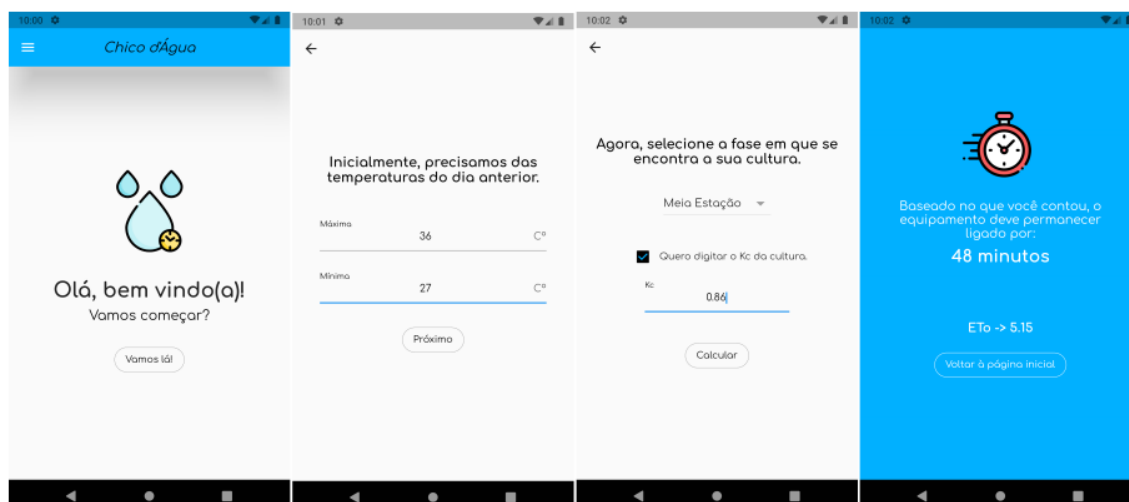 10:00
Chico d'Água
Olá, bem vindo(a)!
Vamos começar?
Vamos lá!
10:01
Inicialmente, precisamos das
temperaturas do dia anterior.
Máxima
36 Cº
Mínima
27 Cº
Próximo
10:02
Agora, selecione a fase em que se
encontra a sua cultura.
Meia Estação
Quero digitar o Kc da cultura.
Kc
0.86
Calcular
10:02
Baseado no que você contou, o
equipamento deve permanecer
ligado por:
48 minutos
ETo -> 5.15
Voltar à página inicial